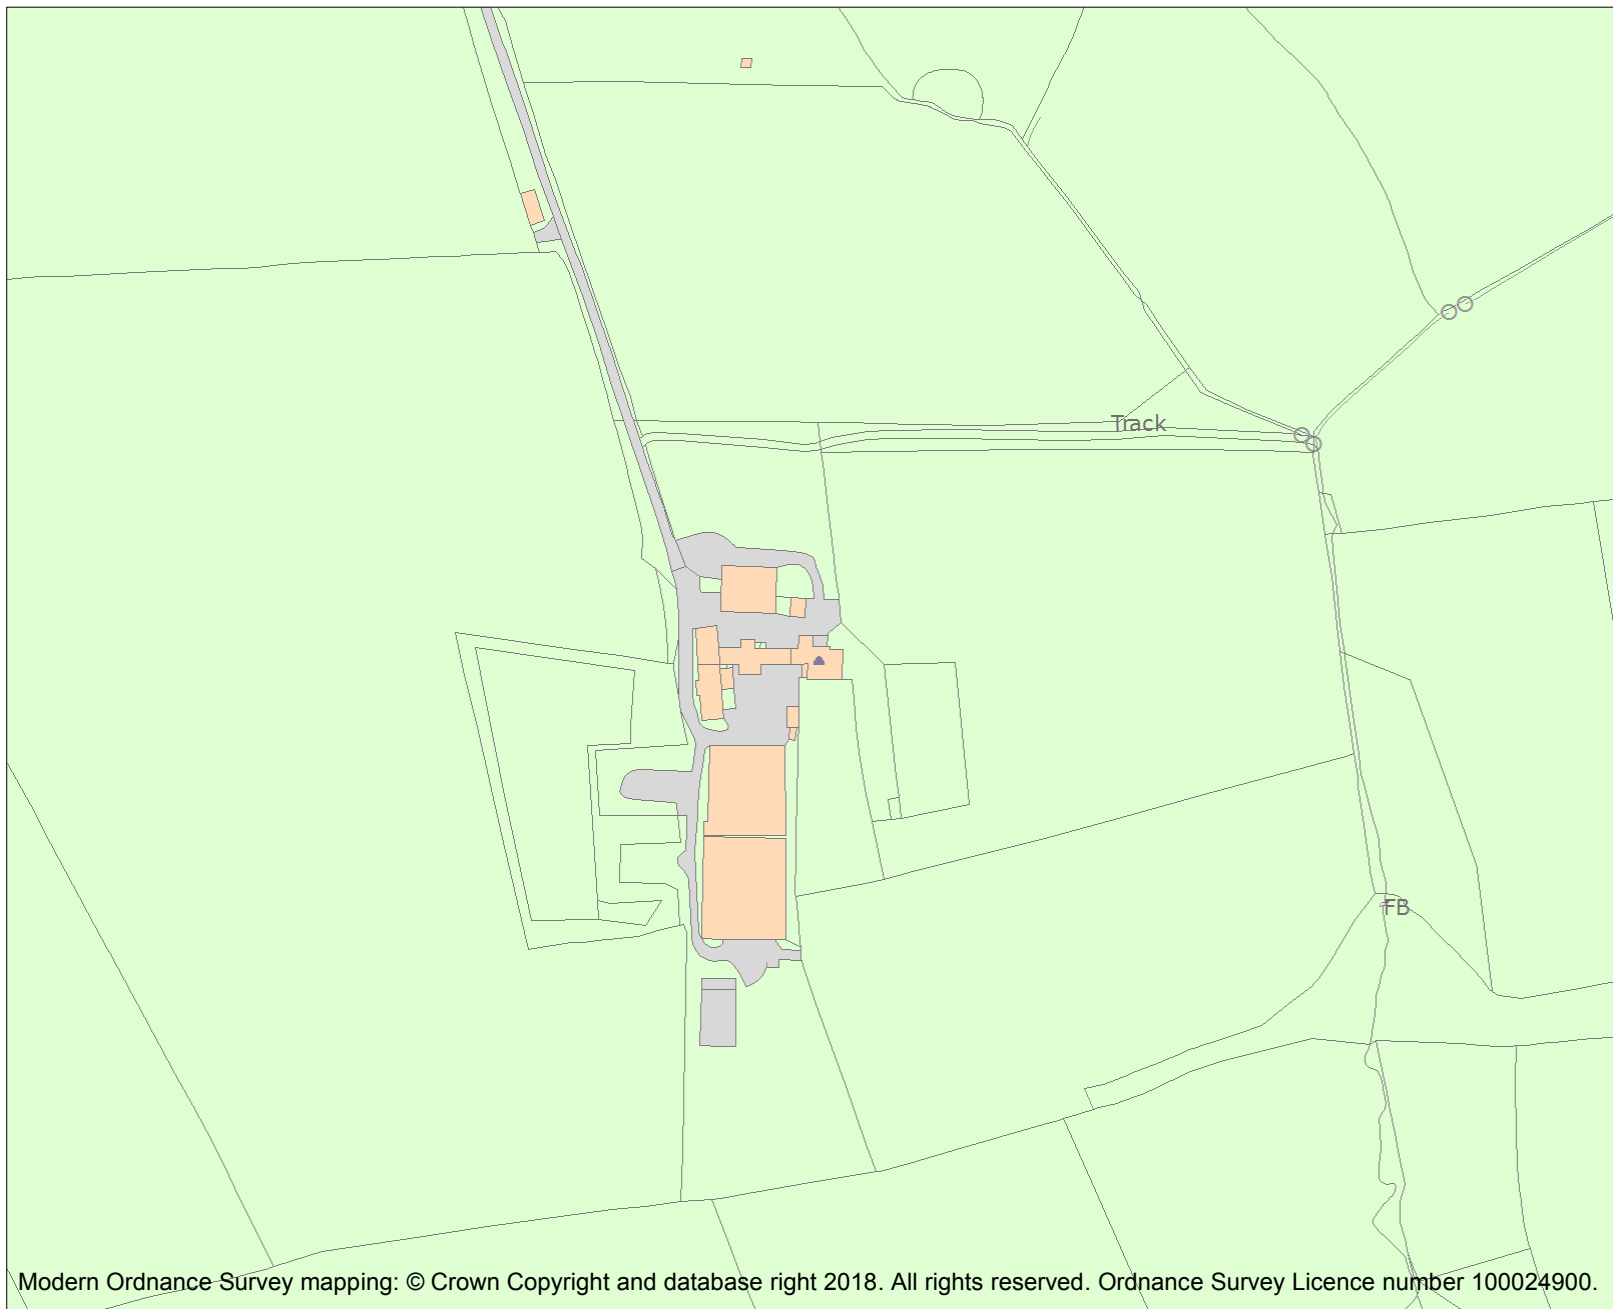 Track
FB
Modern Ordnance Survey mapping: © Crown Copyright and database right 2018. All rights reserved. Ordnance Survey Licence number 100024900.